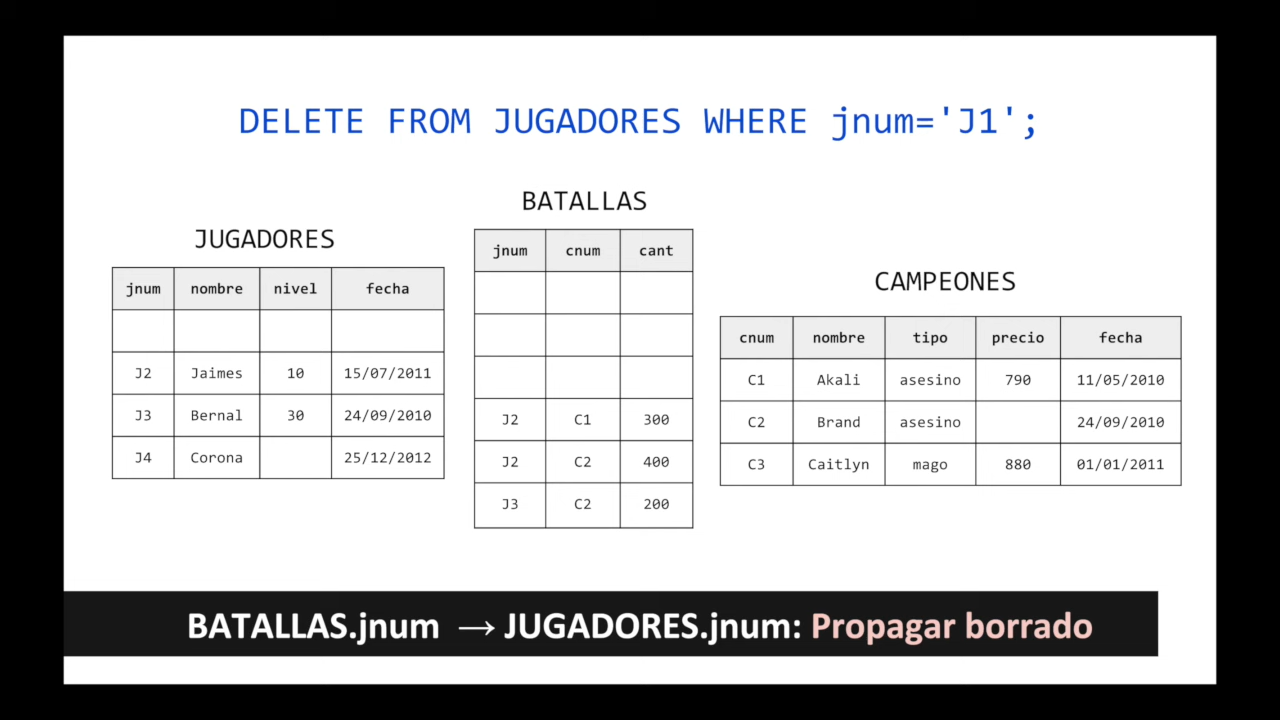 DELETE FROM JUGADORES WHERE jnum='J1';
JUGADORES
jnum nombre nivel fecha
J2 Jaimes 10 15/07/2011
J3 Bernal 30 24/09/2010
J4 Corona 25/12/2012
BATALLAS
jnum cnum cant
J2 C1 300
J2 C2 400
J3 C2 200
CAMPEONES
cnum nombre tipo precio fecha
C1 Akali asesino 790 11/05/2010
C2 Brand asesino 24/09/2010
C3 Caitlyn mago 880 01/01/2011
BATALLAS.jnum → JUGADORES.jnum: Propagar borrado